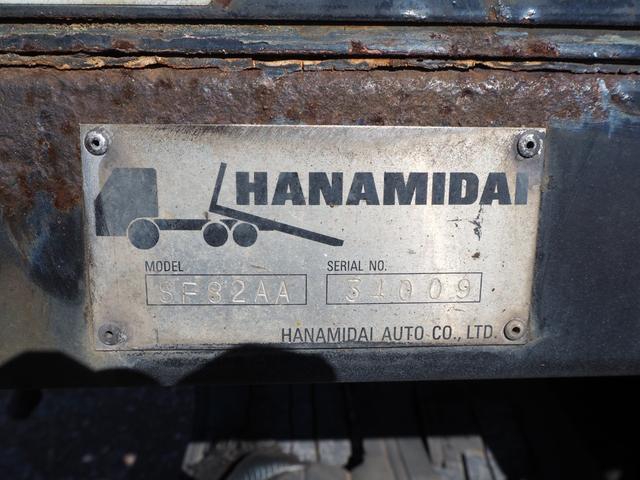 HANAMIDAI
MODEL
SERIAL NO.
SF82AA
34009
HANAMIDAI AUTO CO., LTD.